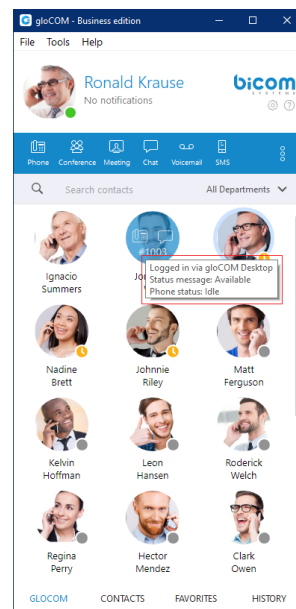 gloCOM - Business edition
File Tools Help
Ronald Krause
No notifications
bicom
SYSTEMS
Phone Conference Meeting Chat Voicemail SMS
Search contacts All Departments
#1003
Logged in via gloCOM Desktop
Status message: Available
Phone status: Idle
Ignacio
Summers
Nadine
Brett
Johnnie
Riley
Matt
Ferguson
Kelvin
Hoffman
Leon
Hansen
Roderick
Welch
Regina
Perry
Hector
Mendez
Clark
Owen
GLOCOM CONTACTS FAVORITES HISTORY